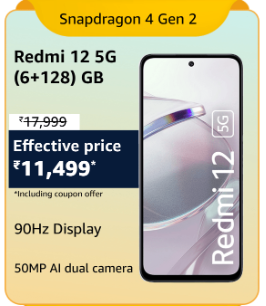 Snapdragon 4 Gen 2
Redmi 12 5G
(6+128) GB
₹17,999
Effective price
₹11,499*
*Including coupon offer
90Hz Display
50MP AI dual camera
Redmi 12 5G